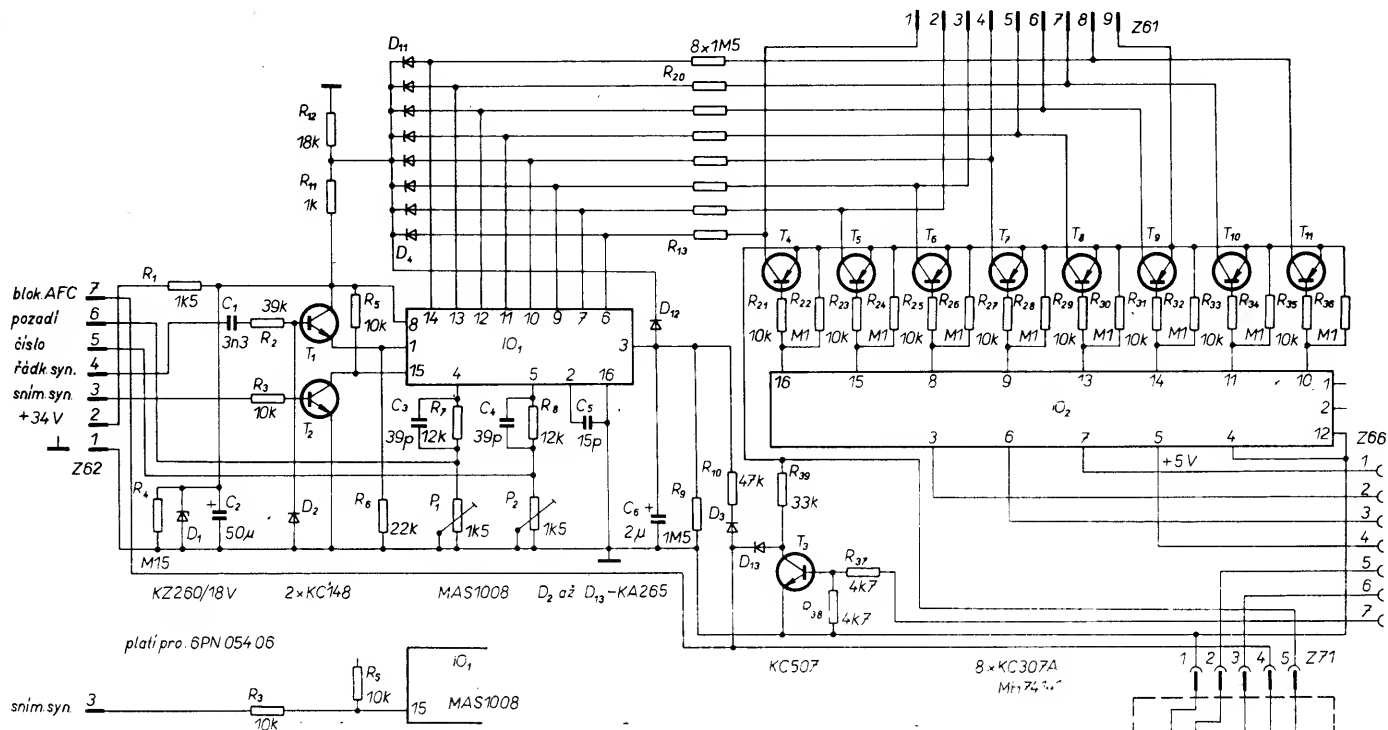 1 2 3 4 5 6 7 8 9 Z61
D11
8×1M5
R20
R12
18k
R11
1k
D4
R13
T4 T5 T6 T7 T8 T9 T10 T11
R1
1k5
blok. AFC 7
pozadí 6
číslo 5
řádk. syn. 4
sním. syn. 3
+34V 2
1
Z62
C1
3n3
39k
R2
T1
R5
10k
R3
10k
T2
14 13 12 11 10 9 7 6
8
1
15
iO1
3
4 5 2 16
D12
R21 R22 R23 R24 R25 R26 R27 R28 R29 R30 R31 R32 R33 R34 R35 R36
10k M1 10k M1 10k M1 10k M1 10k M1 10k M1 10k M1 10k M1
16 15 8 9 13 14 11 10
1
2
12
iO2
3 6 7 5 4
+5V
Z66
1
2
3
4
5
6
7
C3
39p
R7
12k
C4
39p
R8
12k
C5
15p
R4
M15
D1
C2
+
50µ
D2
R6
22k
P1
1k5
P2
1k5
C6
+
2µ
1M5
R9
R10
47k
D3
D13
R39
33k
T3
R37
4k7
R38
4k7
KZ260/18V
2×KC148
MAS1008
D2 až D13-KA265
KC507
8×KC307A
1 2 3 4 5 Z71
platí pro 6PN 054 06
sním. syn. 3
R3
10k
R5
10k
iO1
15
MAS1008